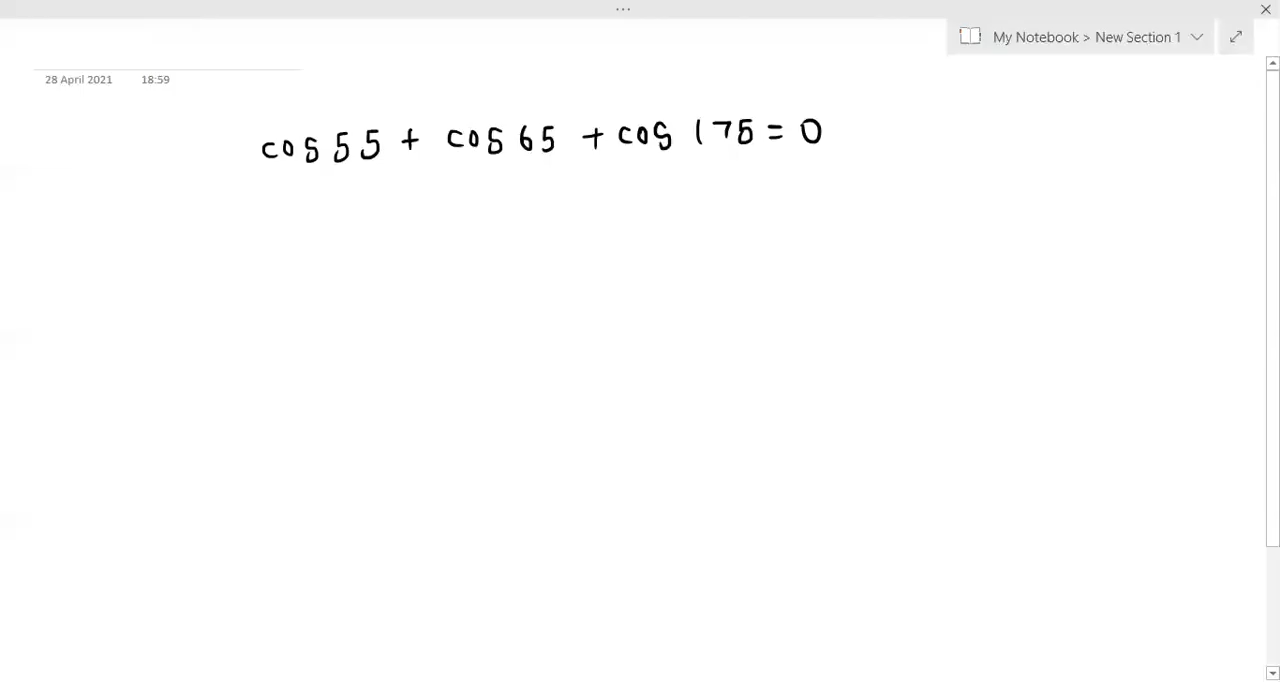 My Notebook > New Section 1
28 April 2021 18:59
cos 55 + cos 65 + cos 175 = 0